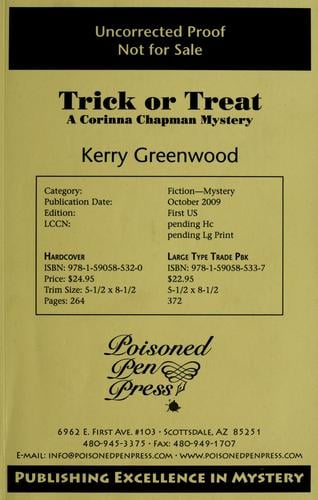 Uncorrected Proof
Not for Sale
Trick or Treat
A Corinna Chapman Mystery
Kerry Greenwood
Category: Fiction—Mystery
Publication Date: October 2009
Edition: First US
LCCN: pending Hc
pending Lg Print
Hardcover Large Type Trade Pbk
ISBN: 978-1-59058-532-0 ISBN: 978-1-59058-533-7
Price: $24.95 $22.95
Trim Size: 5-1/2 x 8-1/2 5-1/2 x 8-1/2
Pages: 264 372
Poisoned
Pen
Press
6962 E. First Ave. #103 · Scottsdale, AZ 85251
480-945-3375 · Fax: 480-949-1707
E-mail: info@poisonedpenpress.com · www.poisonedpenpress.com
Publishing Excellence in Mystery